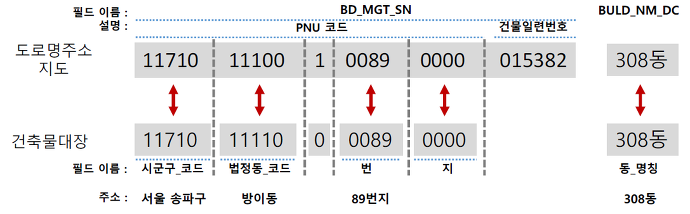 필드 이름 : BD_MGT_SN BULD_NM_DC
설명 : PNU 코드 건물일련번호
도로명주소 지도 11710 11100 1 0089 0000 015382 308동
건축물대장 11710 11110 0 0089 0000 308동
필드 이름 : 시군구_코드 법정동_코드 번 지 동_명칭
주소 : 서울 송파구 방이동 89번지 308동